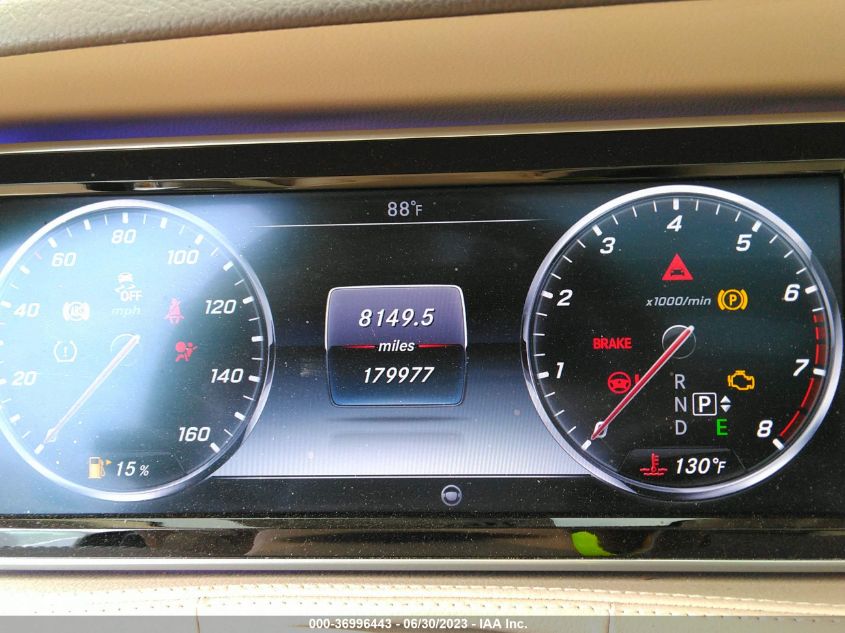 88°F
20 40 60 80 100 120 140 160
OFF
mph
ABS
15 %
8149.5
miles
179977
0 1 2 3 4 5 6 7 8
x1000/min
P
BRAKE
R
N P
D E
130°F
000-36996443 / 06/30/2023 - IAA Inc.